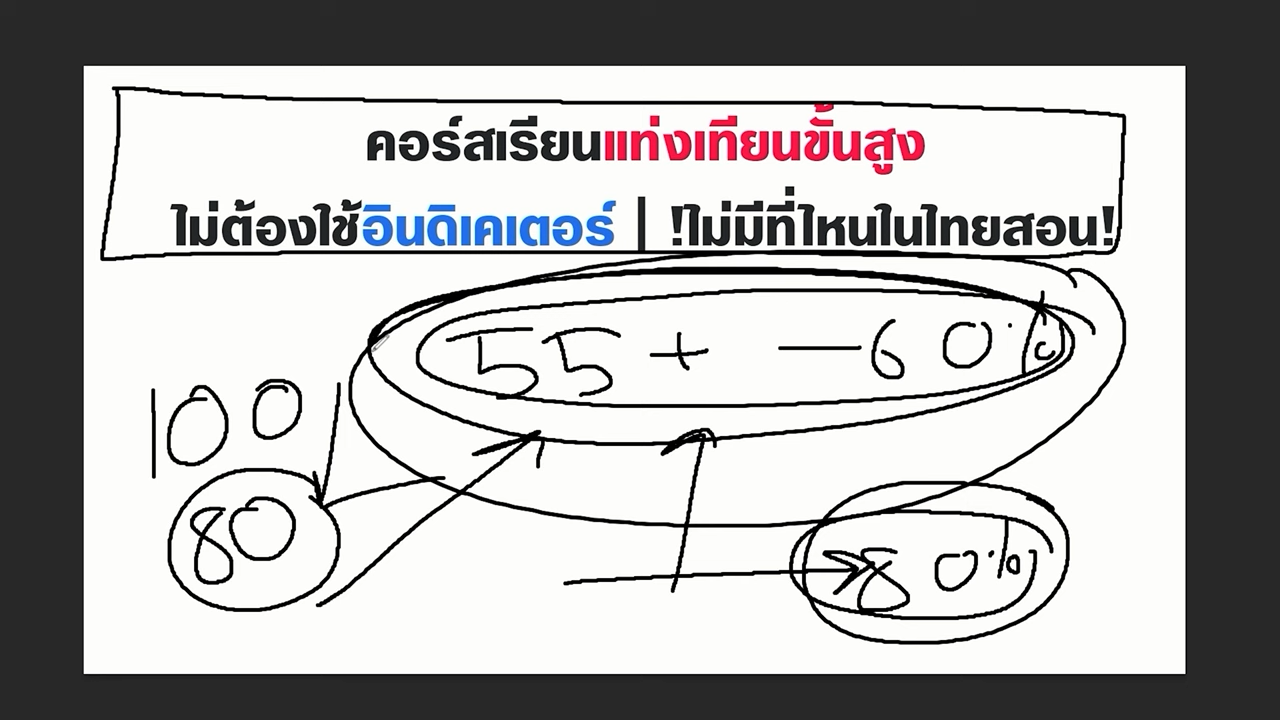 คอร์สเรียนแท่งเทียนขั้นสูง
ไม่ต้องใช้อินดิเคเตอร์ | !ไม่มีที่ไหนในไทยสอน!
55 + — 60%
100
80
80%